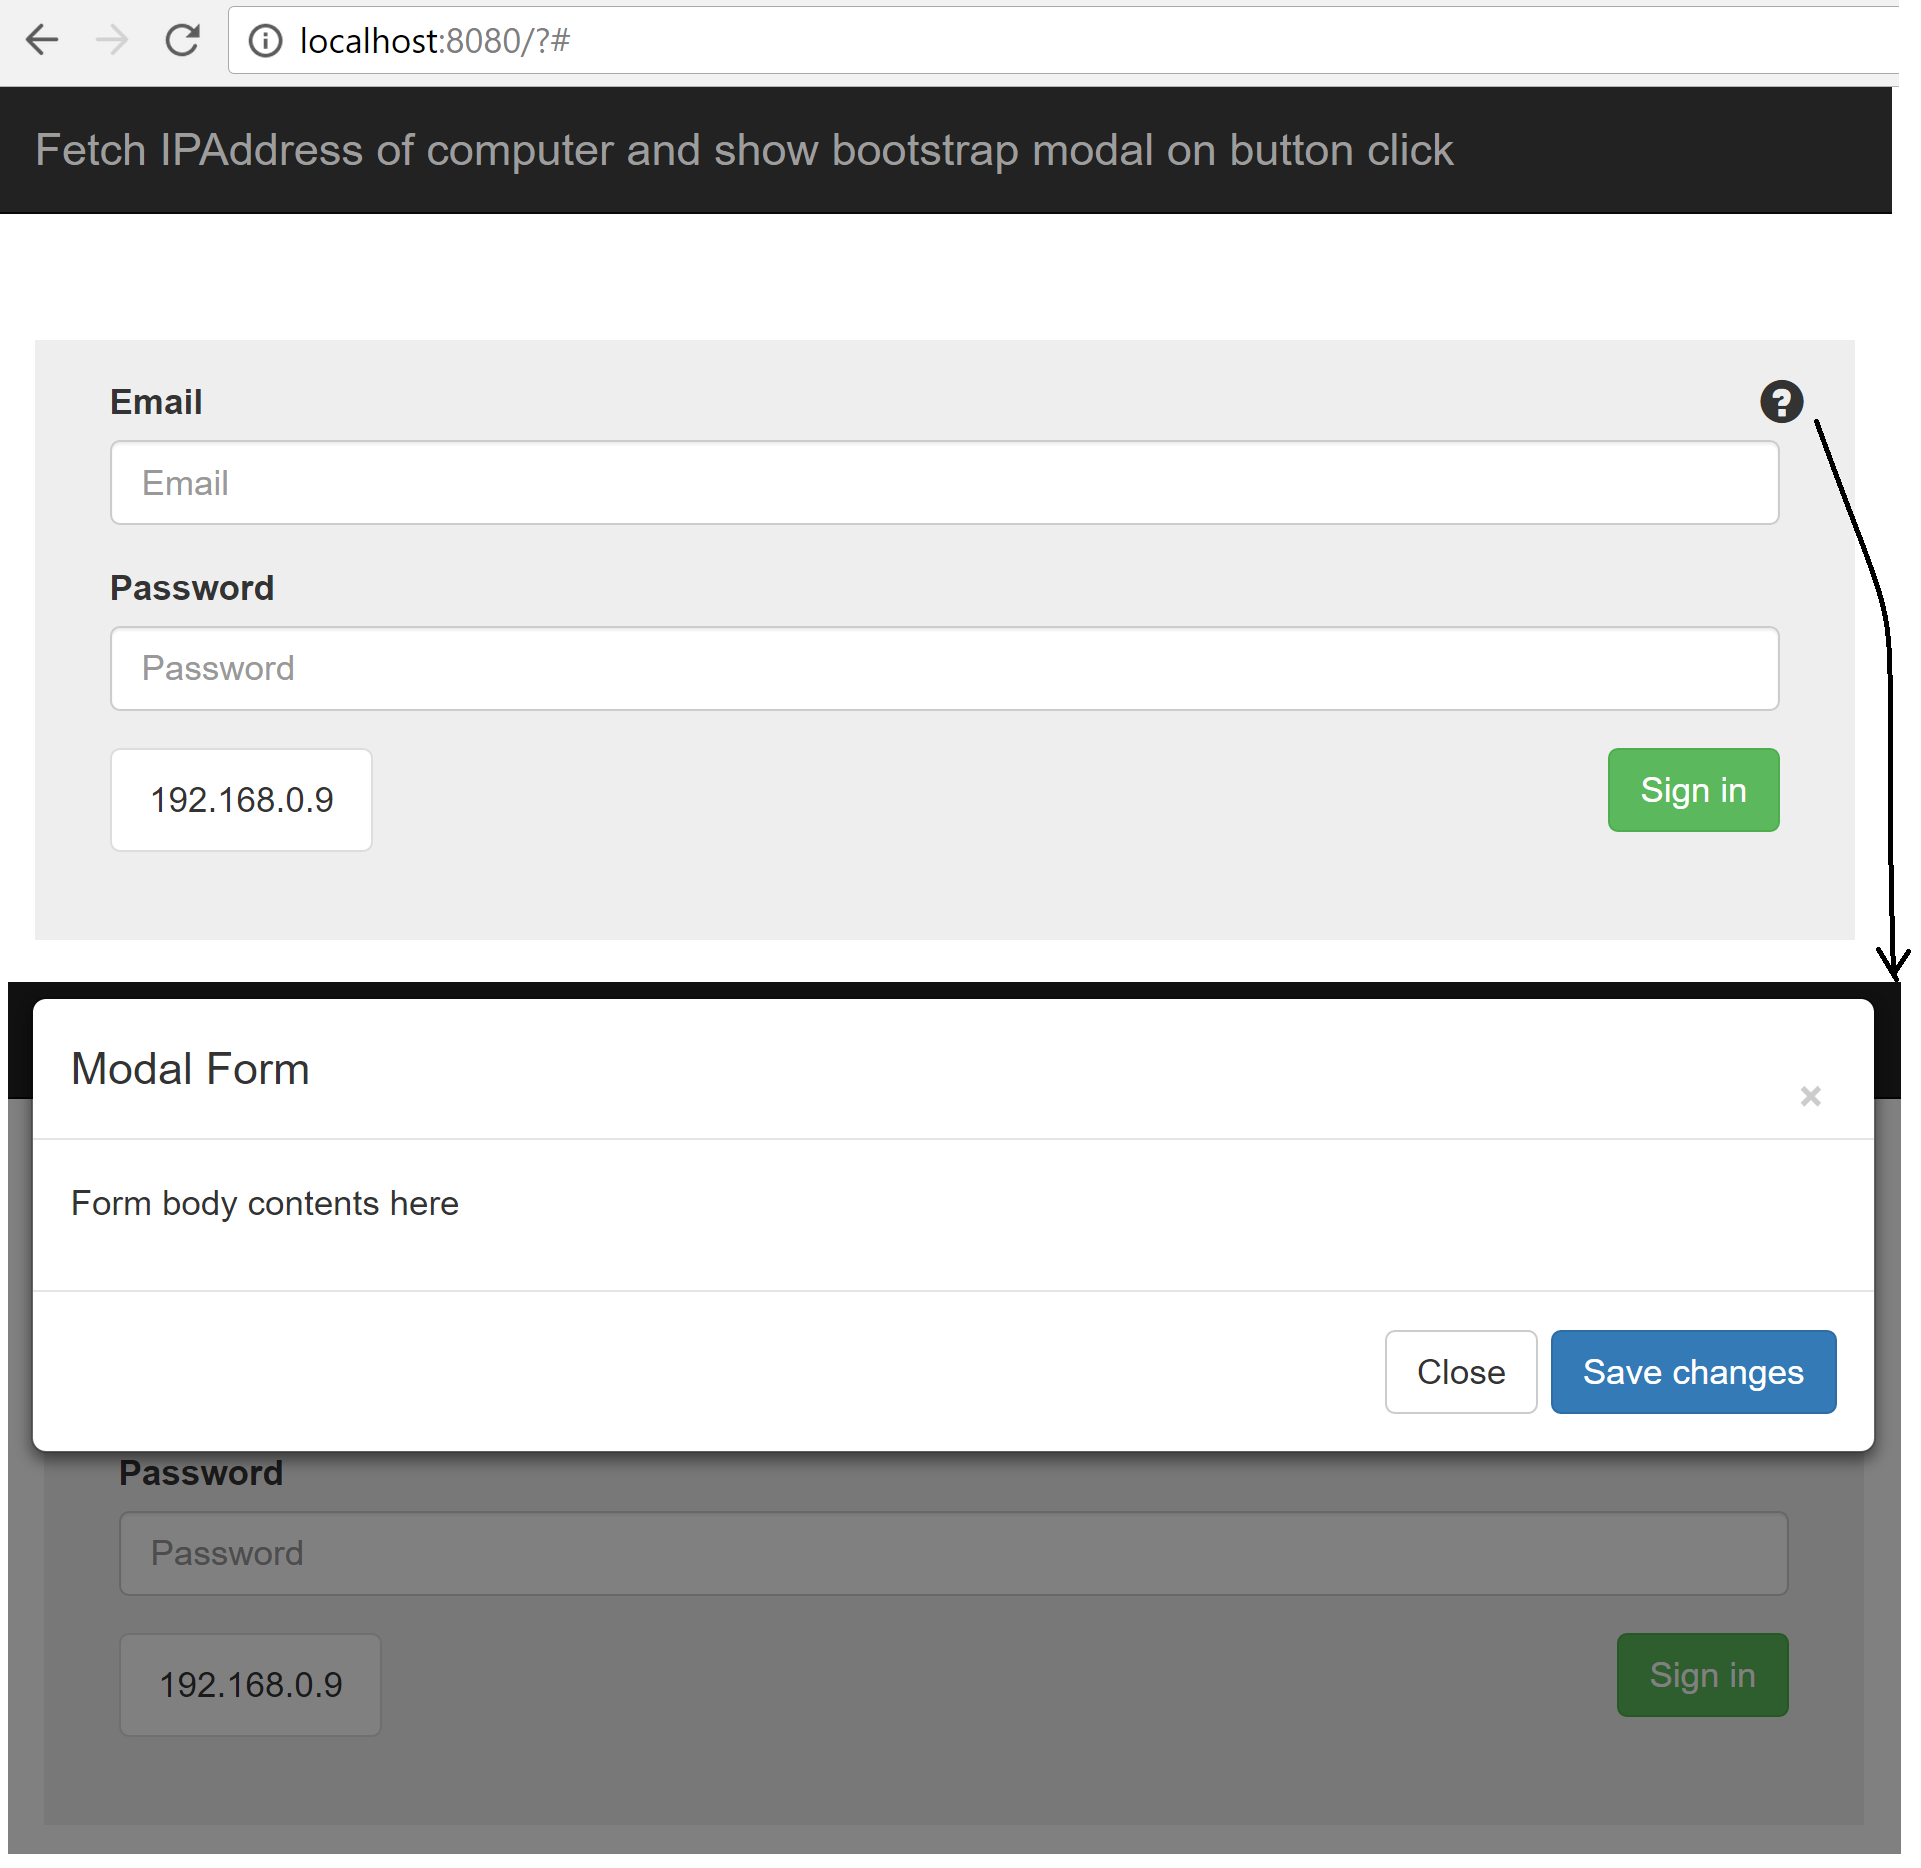 localhost:8080/?#
Fetch IPAddress of computer and show bootstrap modal on button click
Email
?
Email
Password
Password
192.168.0.9
Sign in
Modal Form
×
Form body contents here
Close
Save changes
Password
Password
192.168.0.9
Sign in